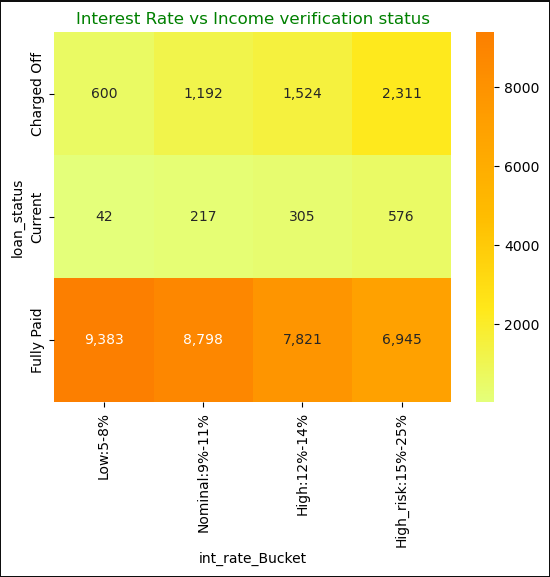 Interest Rate vs Income verification status
Charged Off
600 1,192 1,524 2,311
8000
6000
loan_status
Current
42 217 305 576
4000
Fully Paid
9,383 8,798 7,821 6,945
2000
Low:5-8%
Nominal:9%-11%
High:12%-14%
High_risk:15%-25%
int_rate_Bucket